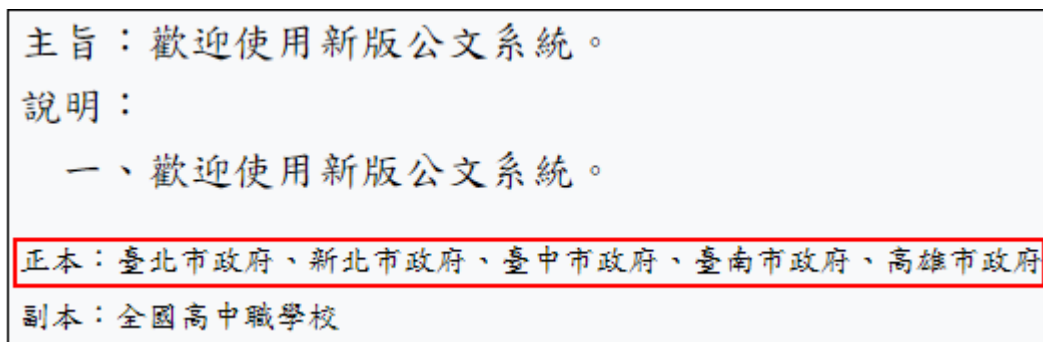 主旨：歡迎使用新版公文系統。
說明：
一、歡迎使用新版公文系統。
正本：臺北市政府、新北市政府、臺中市政府、臺南市政府、高雄市政府
副本：全國高中職學校